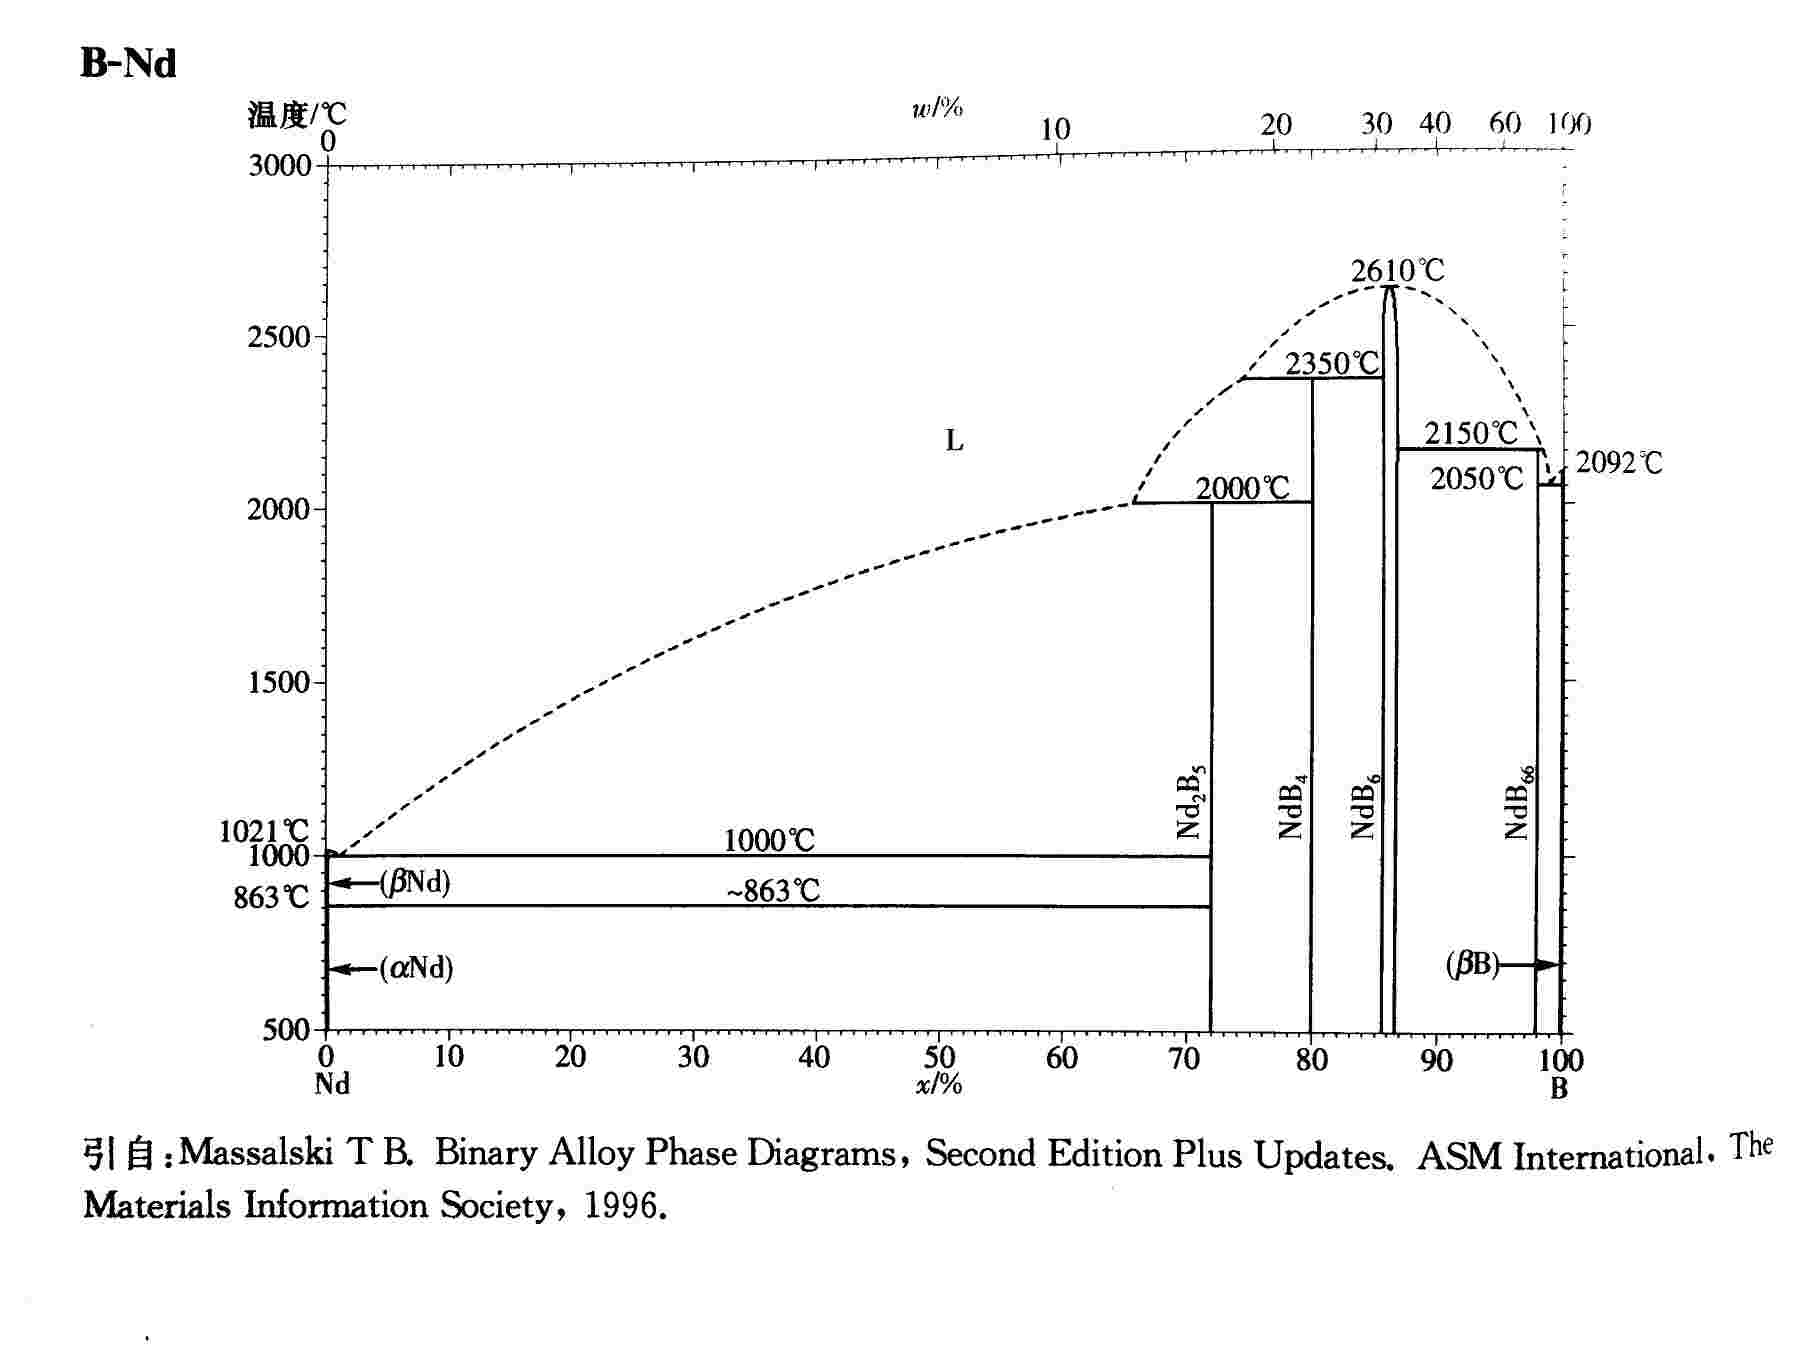 B-Nd
温度/℃
w/%
0
10
20
30
40
60
100
3000
2500
2000
1500
1000
500
2610℃
2350℃
L
2150℃
2092℃
2050℃
2000℃
Nd₂B₅
NdB₄
NdB₆
NdB₆₆
1021℃
1000℃
(βNd)
863℃
~863℃
(αNd)
(βB)
0
10
20
30
40
50
60
70
80
90
100
Nd
x/%
B
引自:Massalski T B. Binary Alloy Phase Diagrams, Second Edition Plus Updates. ASM International. The
Materials Information Society, 1996.